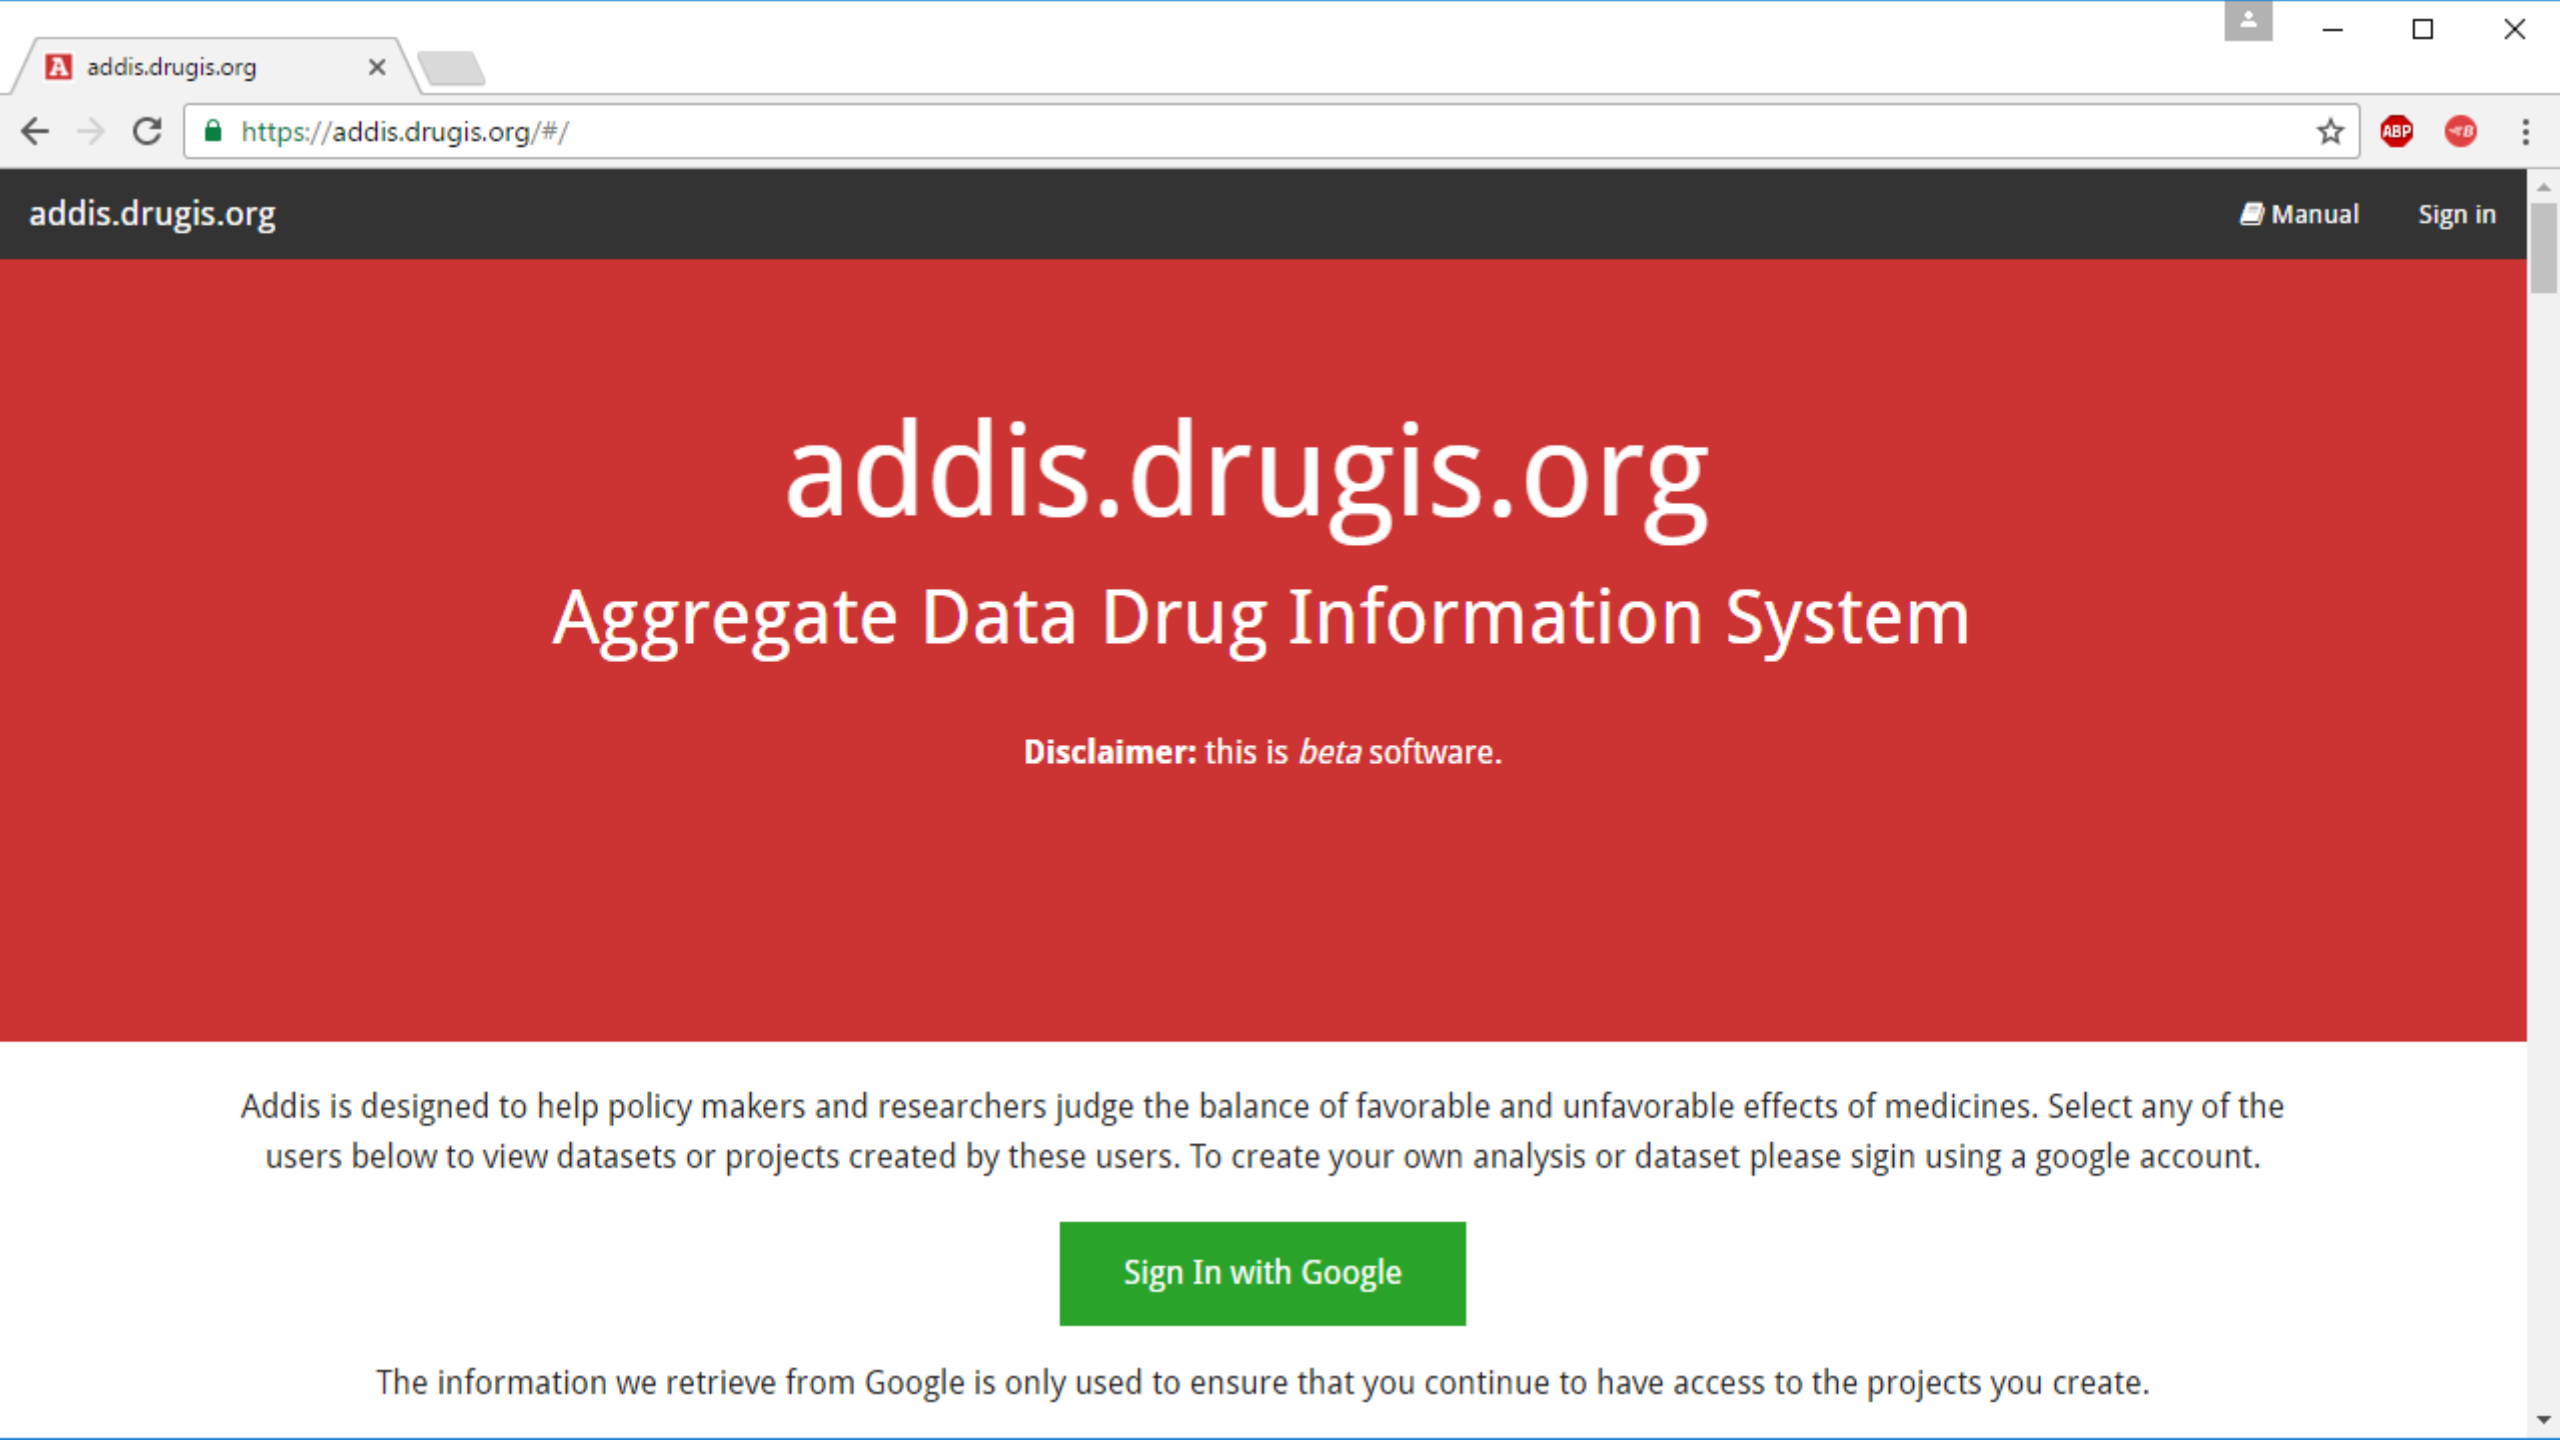 A addis.drugis.org
https://addis.drugis.org/#/
ABP
B
addis.drugis.org
Manual
Sign in
addis.drugis.org
Aggregate Data Drug Information System
Disclaimer: this is beta software.
Addis is designed to help policy makers and researchers judge the balance of favorable and unfavorable effects of medicines. Select any of the
users below to view datasets or projects created by these users. To create your own analysis or dataset please sigin using a google account.
Sign In with Google
The information we retrieve from Google is only used to ensure that you continue to have access to the projects you create.